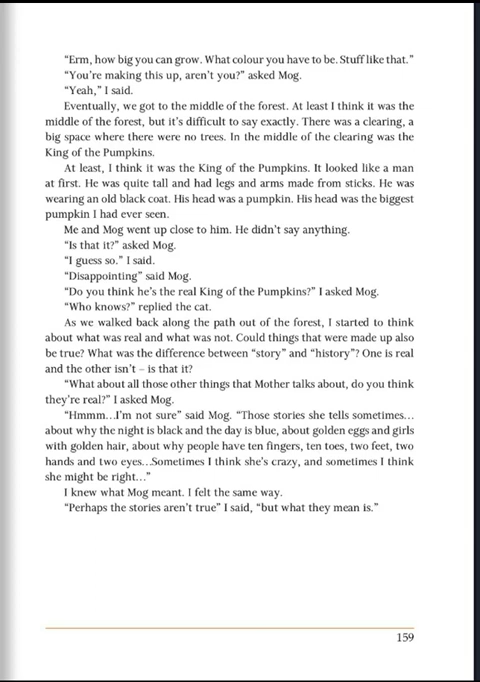 “Erm, how big you can grow. What colour you have to be. Stuff like that.”
“You’re making this up, aren’t you?” asked Mog.
“Yeah,” I said.
Eventually, we got to the middle of the forest. At least I think it was the
middle of the forest, but it’s difficult to say exactly. There was a clearing, a
big space where there were no trees. In the middle of the clearing was the
King of the Pumpkins.
At least, I think it was the King of the Pumpkins. It looked like a man
at first. He was quite tall and had legs and arms made from sticks. He was
wearing an old black coat. His head was a pumpkin. His head was the biggest
pumpkin I had ever seen.
Me and Mog went up close to him. He didn’t say anything.
“Is that it?” asked Mog.
“I guess so.” I said.
“Disappointing” said Mog.
“Do you think he’s the real King of the Pumpkins?” I asked Mog.
“Who knows?” replied the cat.
As we walked back along the path out of the forest, I started to think
about what was real and what was not. Could things that were made up also
be true? What was the difference between “story” and “history”? One is real
and the other isn’t – is that it?
“What about all those other things that Mother talks about, do you think
they’re real?” I asked Mog.
“Hmmm…I’m not sure” said Mog. “Those stories she tells sometimes…
about why the night is black and the day is blue, about golden eggs and girls
with golden hair, about why people have ten fingers, ten toes, two feet, two
hands and two eyes…Sometimes I think she’s crazy, and sometimes I think
she might be right…”
I knew what Mog meant. I felt the same way.
“Perhaps the stories aren’t true” I said, “but what they mean is.”
159